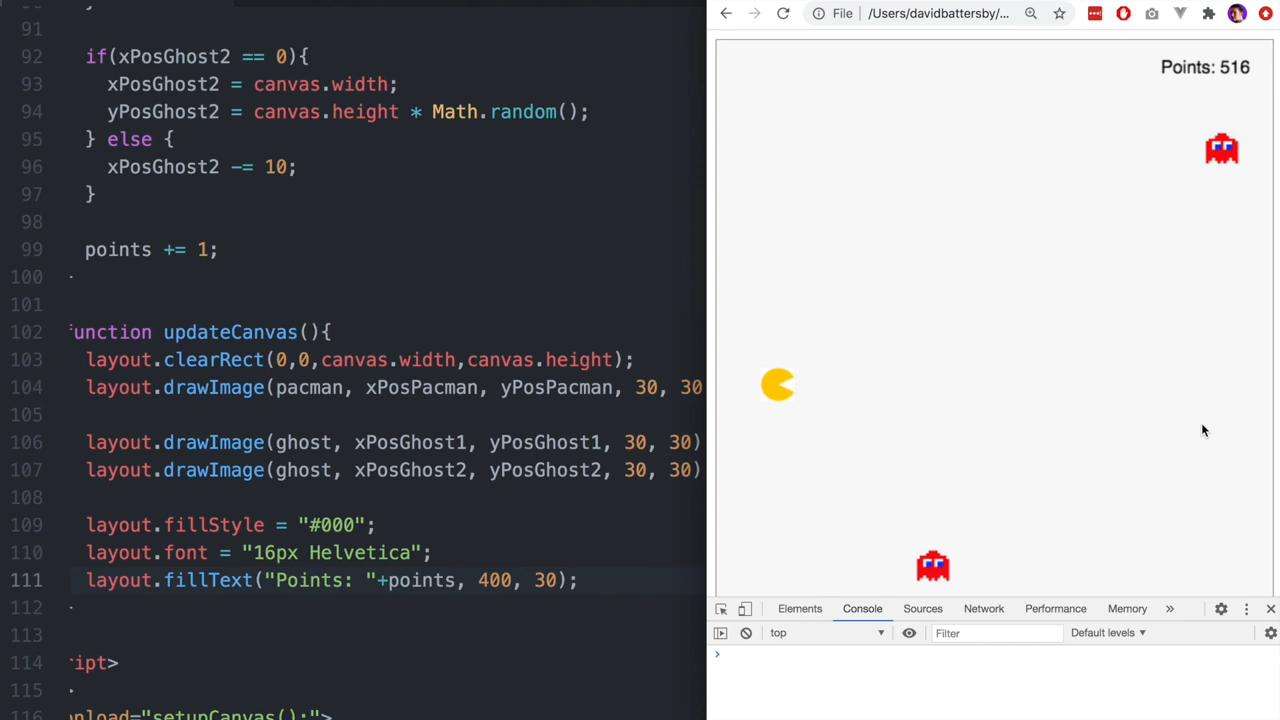 91
92 if(xPosGhost2 == 0){
93 xPosGhost2 = canvas.width;
94 yPosGhost2 = canvas.height * Math.random();
95 } else {
96 xPosGhost2 -= 10;
97 }
98
99 points += 1;
100
101
102 unction updateCanvas(){
103 layout.clearRect(0,0,canvas.width,canvas.height);
104 layout.drawImage(pacman, xPosPacman, yPosPacman, 30, 30
105
106 layout.drawImage(ghost, xPosGhost1, yPosGhost1, 30, 30)
107 layout.drawImage(ghost, xPosGhost2, yPosGhost2, 30, 30)
108
109 layout.fillStyle = "#000";
110 layout.font = "16px Helvetica";
111 layout.fillText("Points: "+points, 400, 30);
112
113
114 ript>
115
116 nload="setupCanvas();">
File /Users/davidbattersby/...
Points: 516
Elements Console Sources Network Performance Memory »
top Filter Default levels